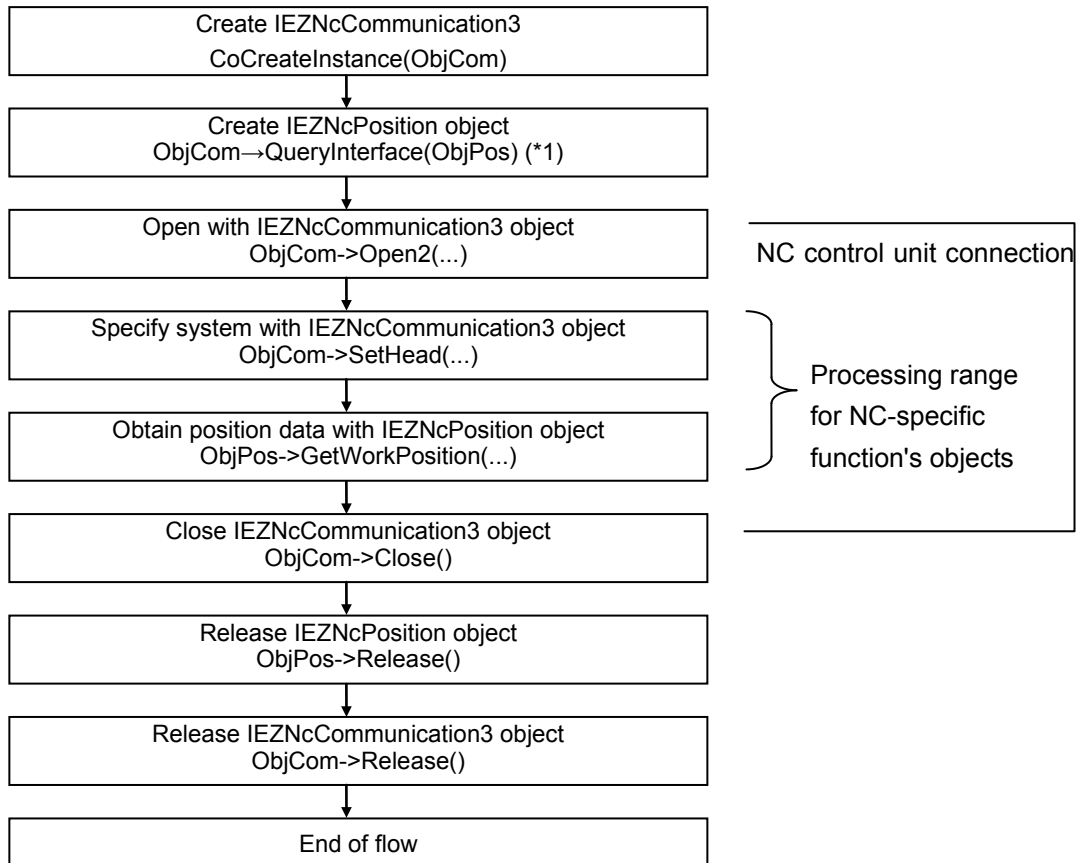 Create IEZNcCommunication3
CoCreateInstance(ObjCom)
Create IEZNcPosition object
ObjCom→QueryInterface(ObjPos) (*1)
Open with IEZNcCommunication3 object
ObjCom->Open2(...)
NC control unit connection
Specify system with IEZNcCommunication3 object
ObjCom->SetHead(...)
Obtain position data with IEZNcPosition object
ObjPos->GetWorkPosition(...)
Processing range
for NC-specific
function's objects
Close IEZNcCommunication3 object
ObjCom->Close()
Release IEZNcPosition object
ObjPos->Release()
Release IEZNcCommunication3 object
ObjCom->Release()
End of flow